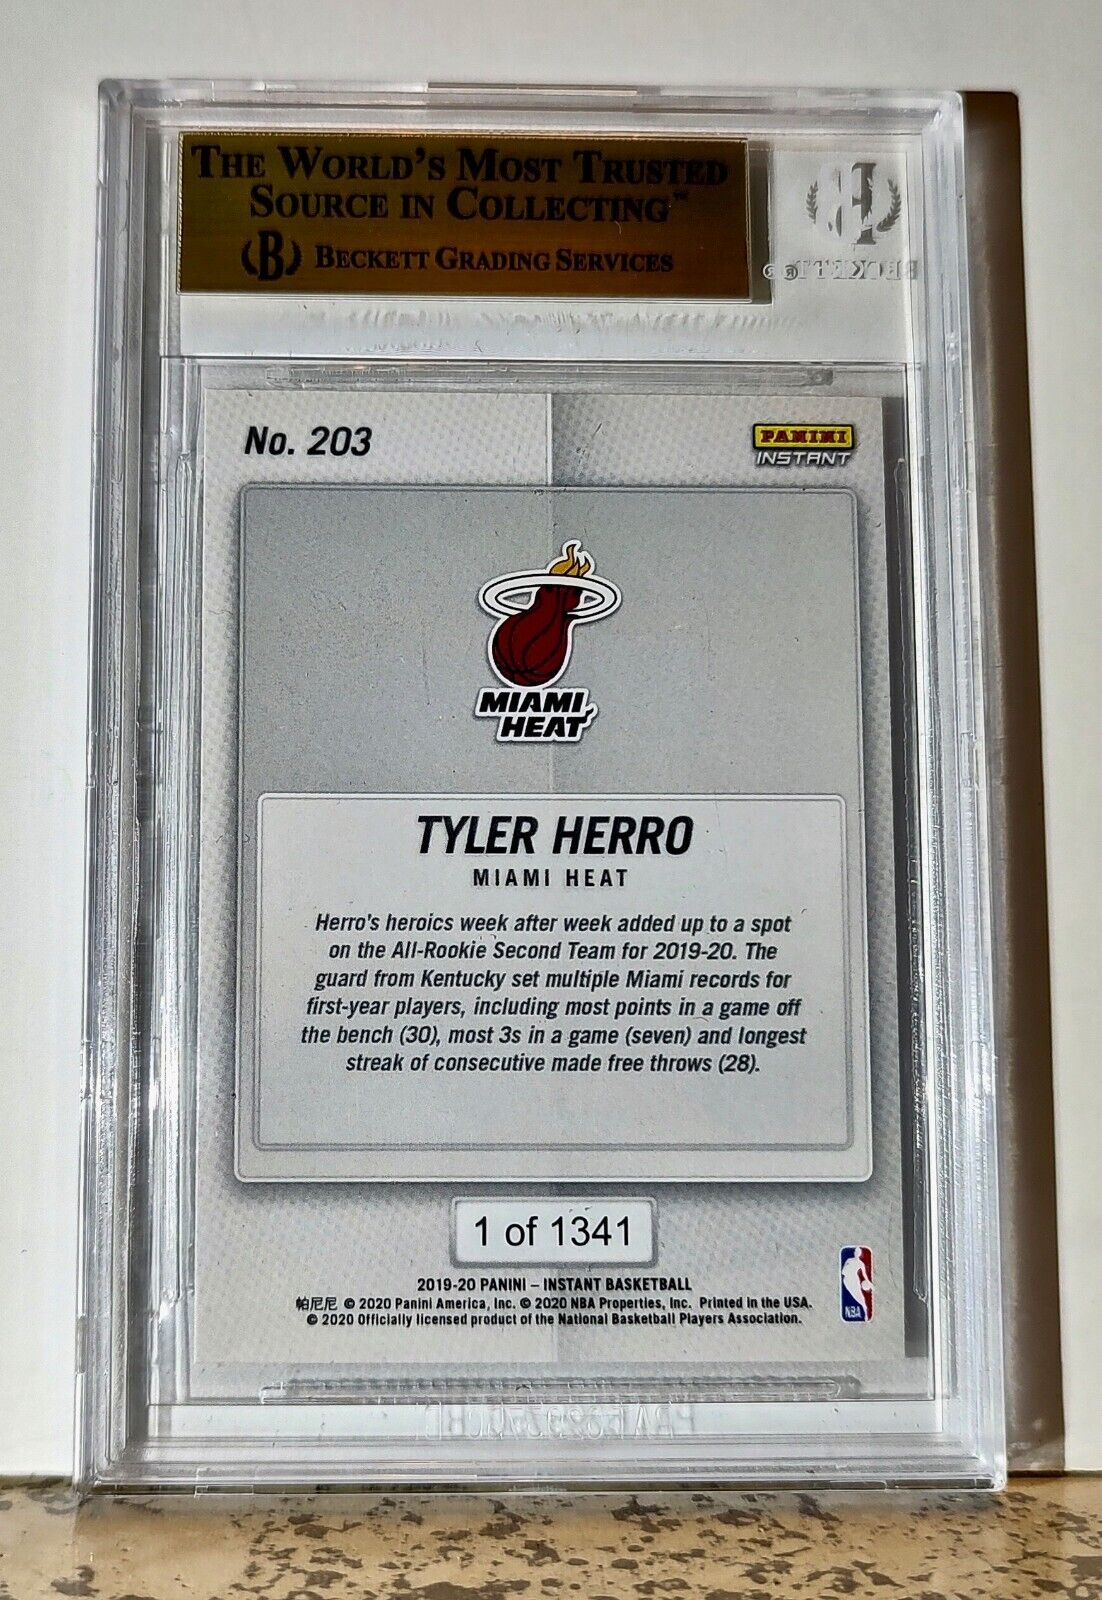 THE WORLD'S MOST TRUSTED
SOURCE IN COLLECTING™
B BECKETT GRADING SERVICES
BECKETT
No. 203
PANINI
INSTANT
MIAMI
HEAT
TYLER HERRO
MIAMI HEAT
Herro's heroics week after week added up to a spot
on the All-Rookie Second Team for 2019-20. The
guard from Kentucky set multiple Miami records for
first-year players, including most points in a game off
the bench (30), most 3s in a game (seven) and longest
streak of consecutive made free throws (28).
1 of 1341
2019-20 PANINI – INSTANT BASKETBALL
帕尼尼 © 2020 Panini America, Inc. © 2020 NBA Properties, Inc. Printed in the USA.
© 2020 Officially licensed product of the National Basketball Players Association.
NBA